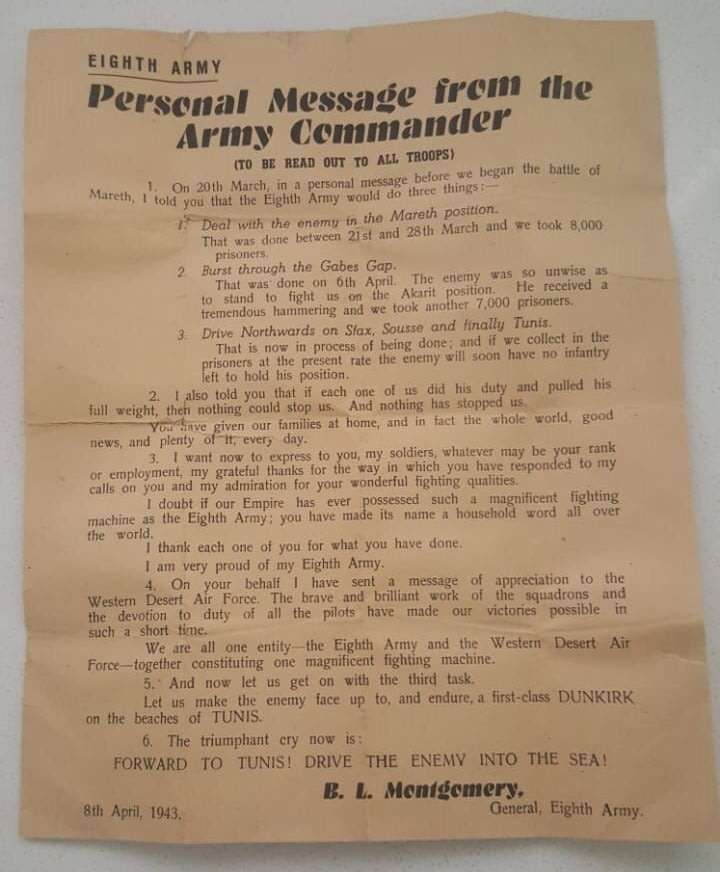 EIGHTH ARMY
Personal Message from the
Army Commander
(TO BE READ OUT TO ALL TROOPS)
1. On 20th March, in a personal message before we began the battle of
Mareth, I told you that the Eighth Army would do three things:—
1. Deal with the enemy in the Mareth position.
That was done between 21st and 28th March and we took 8,000
prisoners.
2. Burst through the Gabes Gap.
That was done on 6th April. The enemy was so unwise as
to stand to fight us on the Akarit position. He received a
tremendous hammering and we took another 7,000 prisoners.
3. Drive Northwards on Sfax, Sousse and finally Tunis.
That is now in process of being done; and if we collect in the
prisoners at the present rate the enemy will soon have no infantry
left to hold his position.
2. I also told you that if each one of us did his duty and pulled his
full weight, then nothing could stop us. And nothing has stopped us.
You have given our families at home, and in fact the whole world, good
news, and plenty of it, every day.
3. I want now to express to you, my soldiers, whatever may be your rank
or employment, my grateful thanks for the way in which you have responded to my
calls on you and my admiration for your wonderful fighting qualities.
I doubt if our Empire has ever possessed such a magnificent fighting
machine as the Eighth Army; you have made its name a household word all over
the world.
I thank each one of you for what you have done.
I am very proud of my Eighth Army.
4. On your behalf I have sent a message of appreciation to the
Western Desert Air Force. The brave and brilliant work of the squadrons and
the devotion to duty of all the pilots have made our victories possible in
such a short time.
We are all one entity—the Eighth Army and the Western Desert Air
Force—together constituting one magnificent fighting machine.
5. And now let us get on with the third task.
Let us make the enemy face up to, and endure, a first-class DUNKIRK
on the beaches of TUNIS.
6. The triumphant cry now is:
FORWARD TO TUNIS! DRIVE THE ENEMY INTO THE SEA!
B. L. Montgomery,
8th April, 1943. General, Eighth Army.